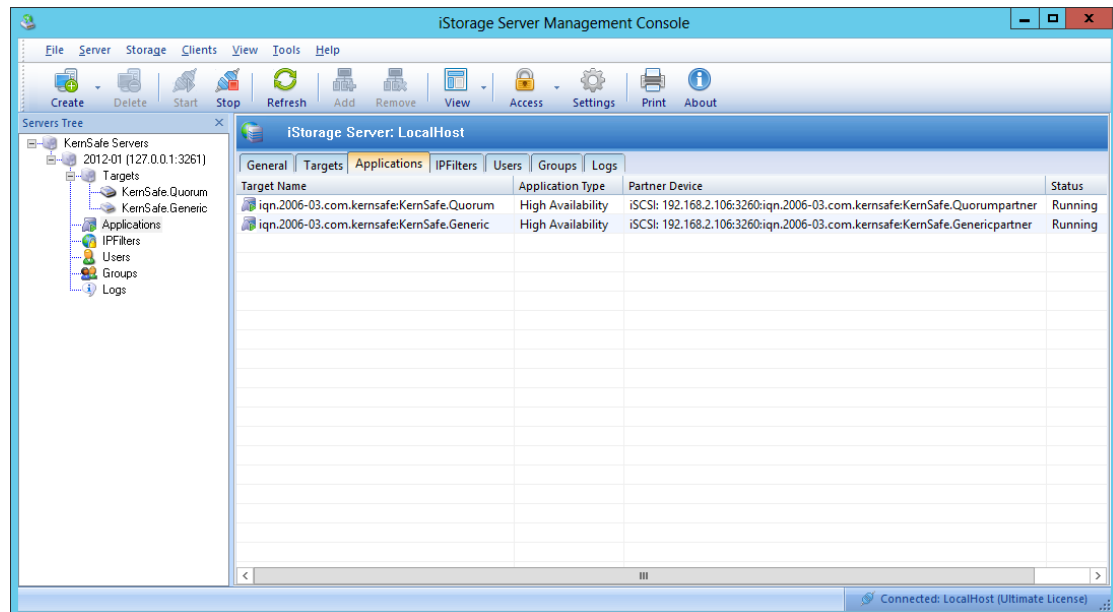 iStorage Server Management Console
File Server Storage Clients View Tools Help
Create Delete Start Stop Refresh Add Remove View Access Settings Print About
Servers Tree
iStorage Server: LocalHost
KernSafe Servers
2012-01 (127.0.0.1:3261)
Targets
KernSafe.Quorum
KernSafe.Generic
Applications
IPFilters
Users
Groups
Logs
General Targets Applications IPFilters Users Groups Logs
Target Name Application Type Partner Device Status
iqn.2006-03.com.kernsafe:KernSafe.Quorum High Availability iSCSI: 192.168.2.106:3260:iqn.2006-03.com.kernsafe:KernSafe.Quorumpartner Running
iqn.2006-03.com.kernsafe:KernSafe.Generic High Availability iSCSI: 192.168.2.106:3260:iqn.2006-03.com.kernsafe:KernSafe.Genericpartner Running
Connected: LocalHost (Ultimate License)